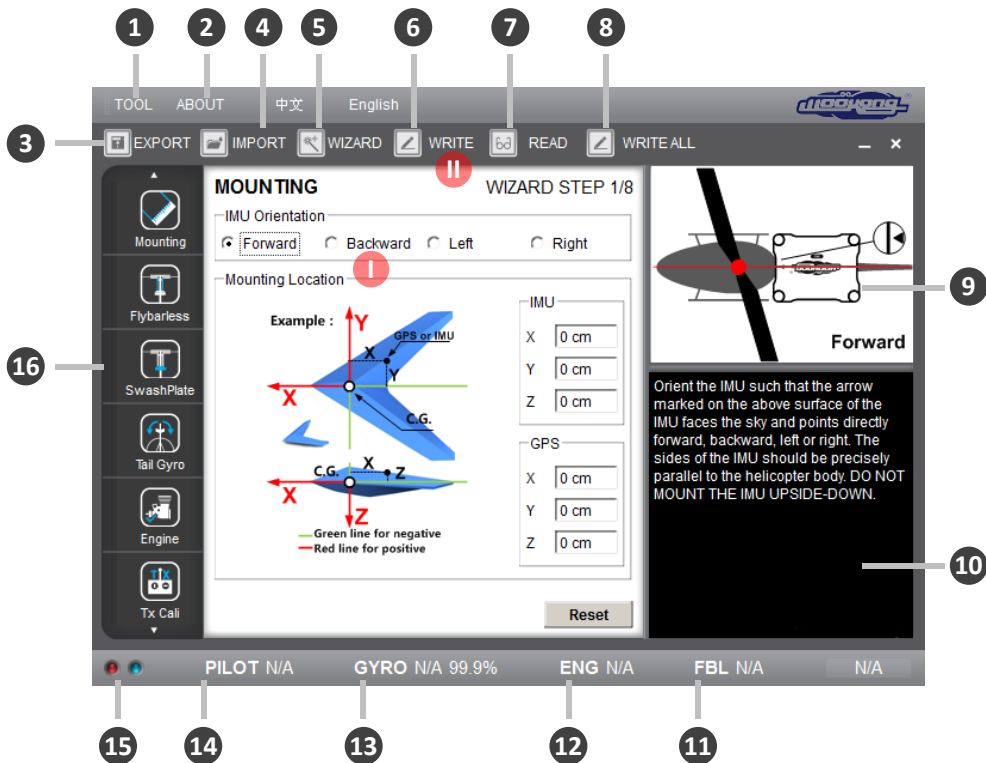 1 2 4 5 6 7 8
TOOL ABOUT 中文 English
3 EXPORT IMPORT WIZARD WRITE READ WRITE ALL
II
MOUNTING WIZARD STEP 1/8
IMU Orientation
Forward Backward Left Right
I
Mounting Location
Mounting
Flybarless
SwashPlate
Tail Gyro
Engine
TX
Tx Cali
16
Example :
Y
GPS or IMU
X
Y
X
C.G.
C.G. X Z
X
Z
Green line for negative
Red line for positive
IMU
X 0 cm
Y 0 cm
Z 0 cm
GPS
X 0 cm
Y 0 cm
Z 0 cm
Reset
9
Forward
Orient the IMU such that the arrow
marked on the above surface of the
IMU faces the sky and points directly
forward, backward, left or right. The
sides of the IMU should be precisely
parallel to the helicopter body. DO NOT
MOUNT THE IMU UPSIDE-DOWN.
10
PILOT N/A GYRO N/A 99.9% ENG N/A FBL N/A N/A
15 14 13 12 11